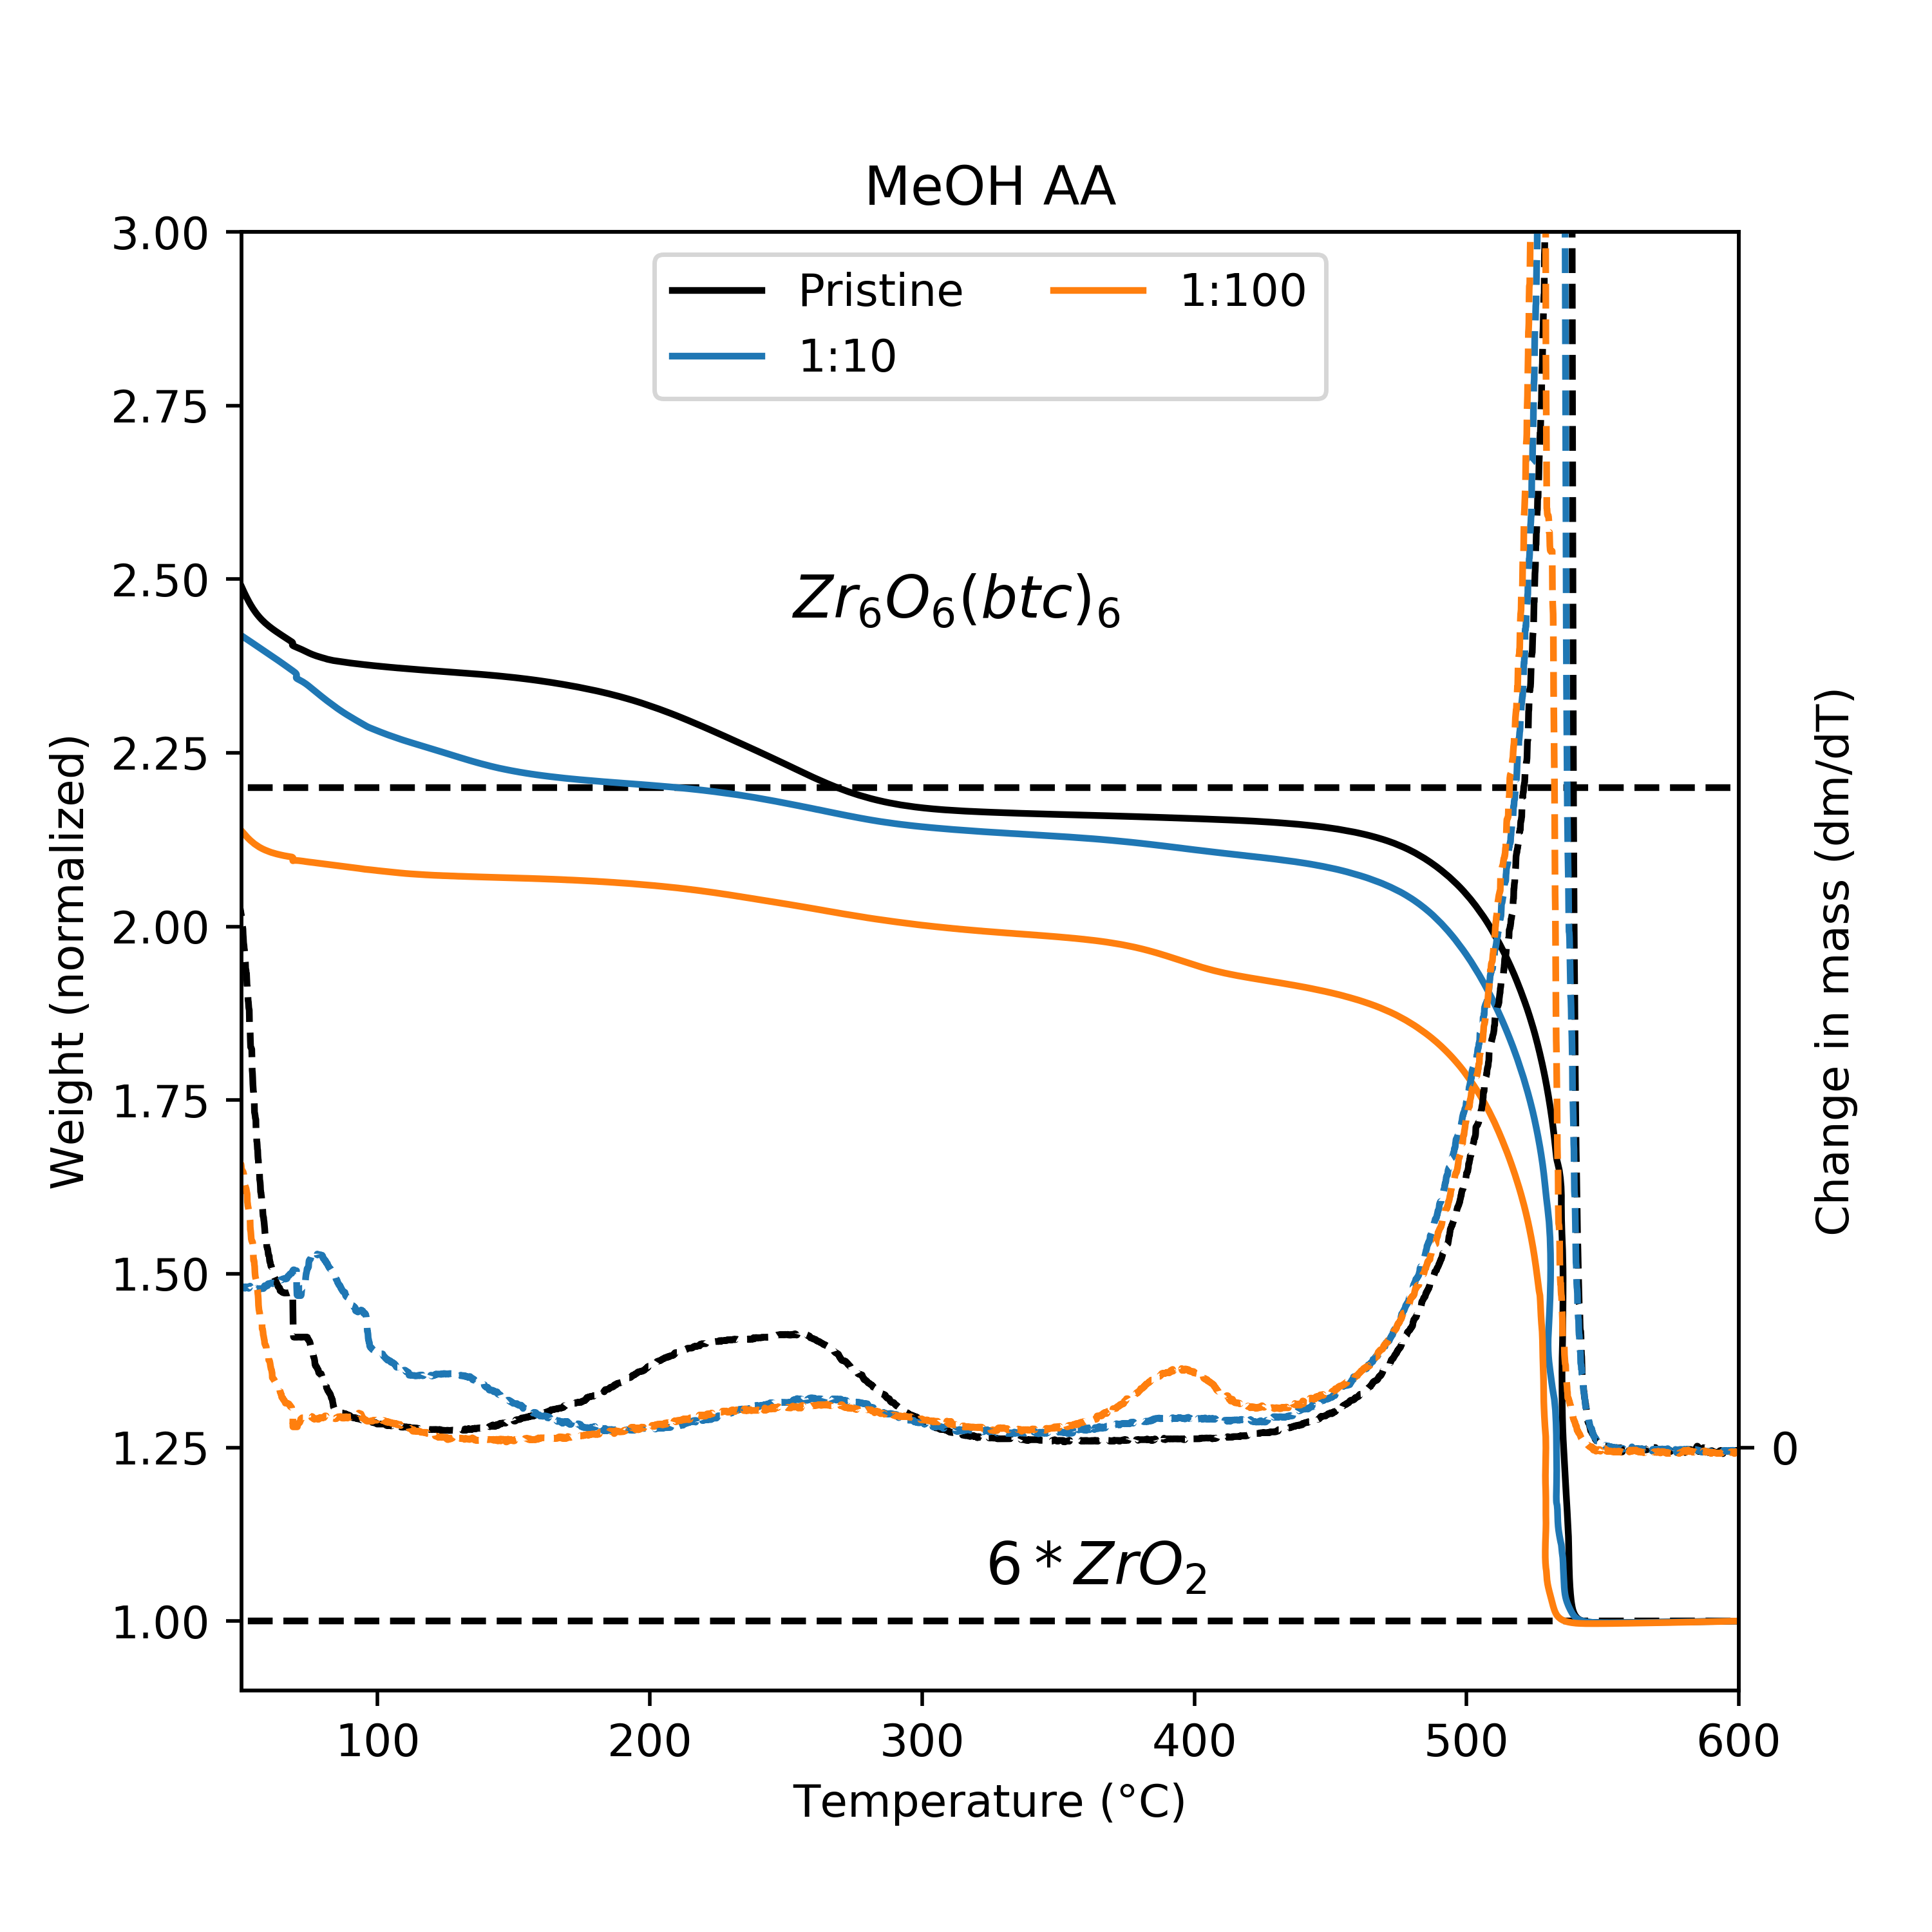 MeOH AA
Pristine
1:10
1:100
3.00
2.75
2.50
2.25
2.00
1.75
1.50
1.25
1.00
Weight (normalized)
Zr₆O₆(btc)₆
6 * ZrO₂
0
Change in mass (dm/dT)
100 200 300 400 500 600
Temperature (°C)